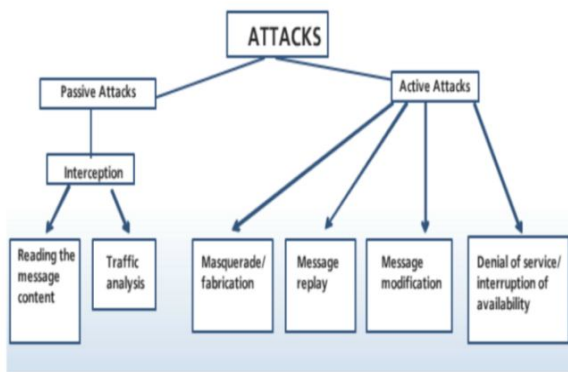 ATTACKS
Passive Attacks
Active Attacks
Interception
Reading the
message
content
Traffic
analysis
Masquerade/
fabrication
Message
replay
Message
modification
Denial of service/
interruption of
availability